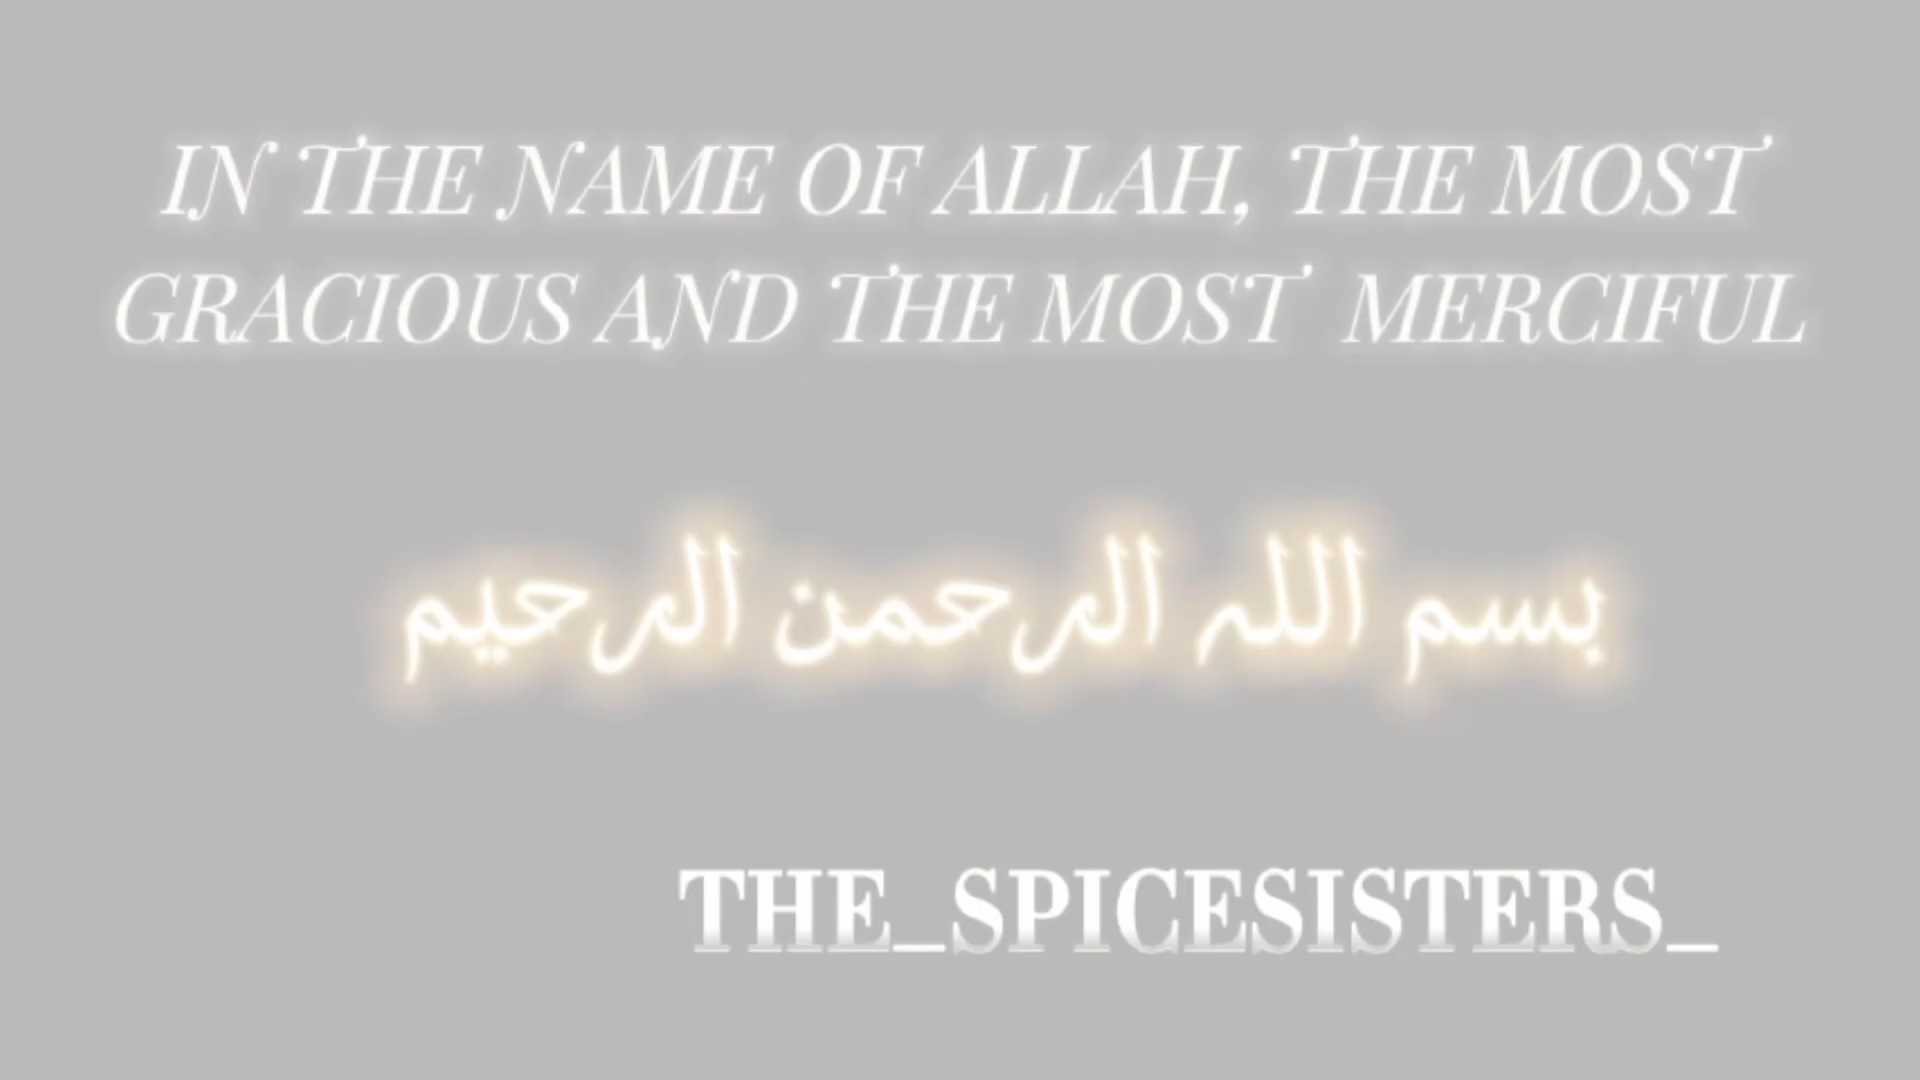 IN THE NAME OF ALLAH, THE MOST
GRACIOUS AND THE MOST MERCIFUL
بسم الله الرحمن الرحيم
THE_SPICESISTERS_